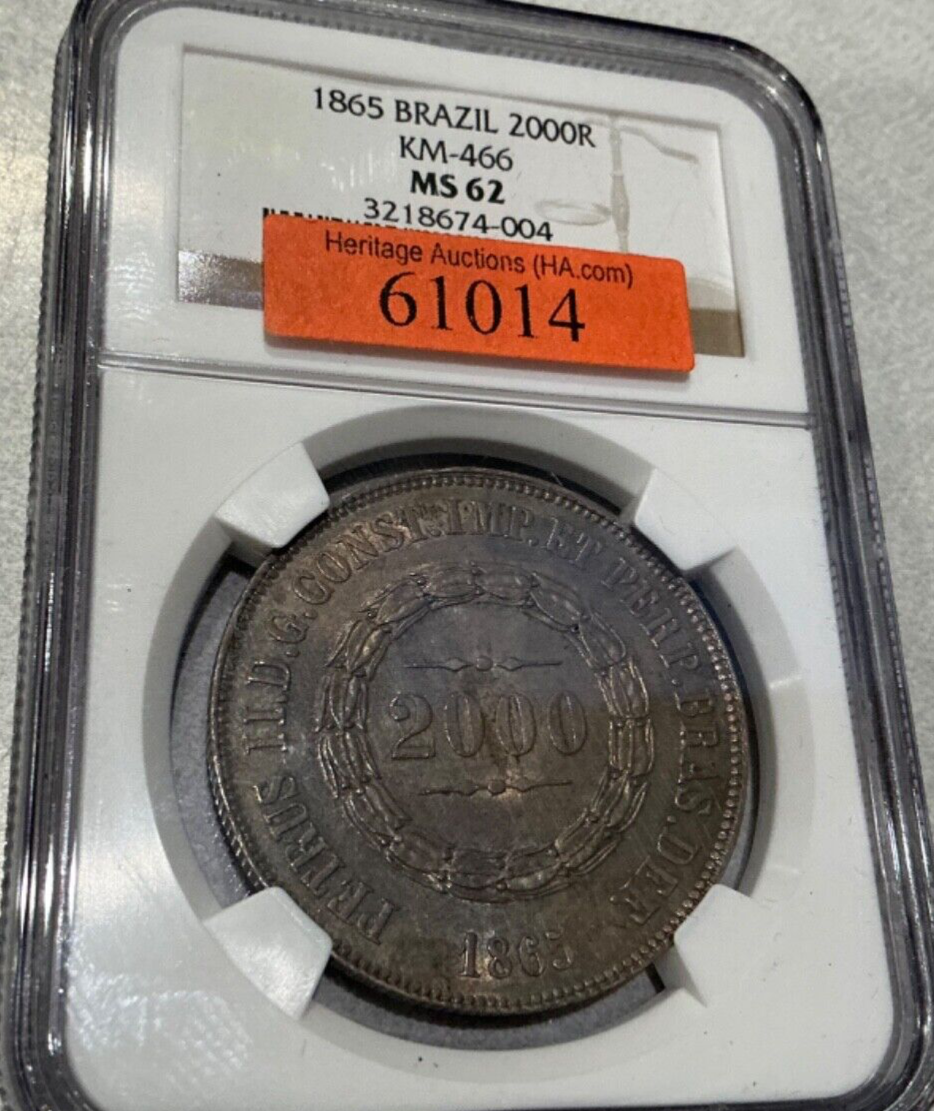 1865 BRAZIL 2000R
KM-466
MS 62
3218674-004
Heritage Auctions (HA.com)
61014
PETRUS II.D.G.CONST.IMP.ET PERP.BRAS.DEF.
2000
1865